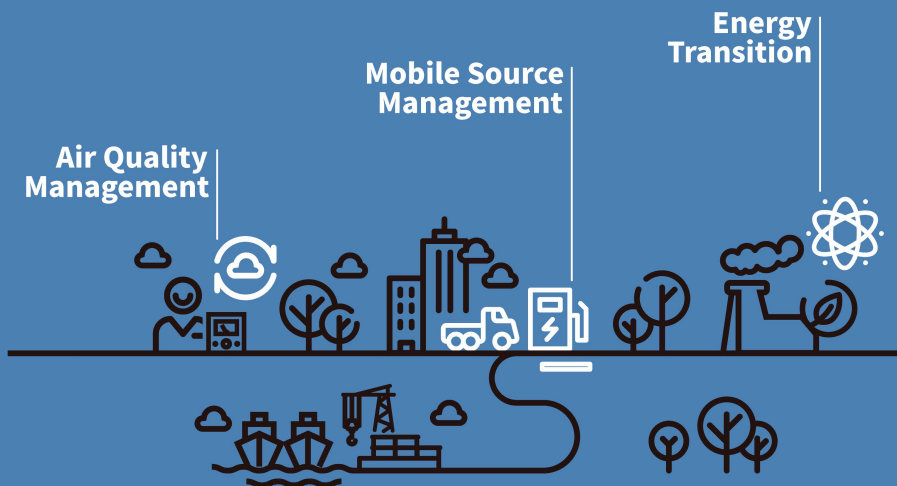 Air Quality
Management
Mobile Source
Management
Energy
Transition